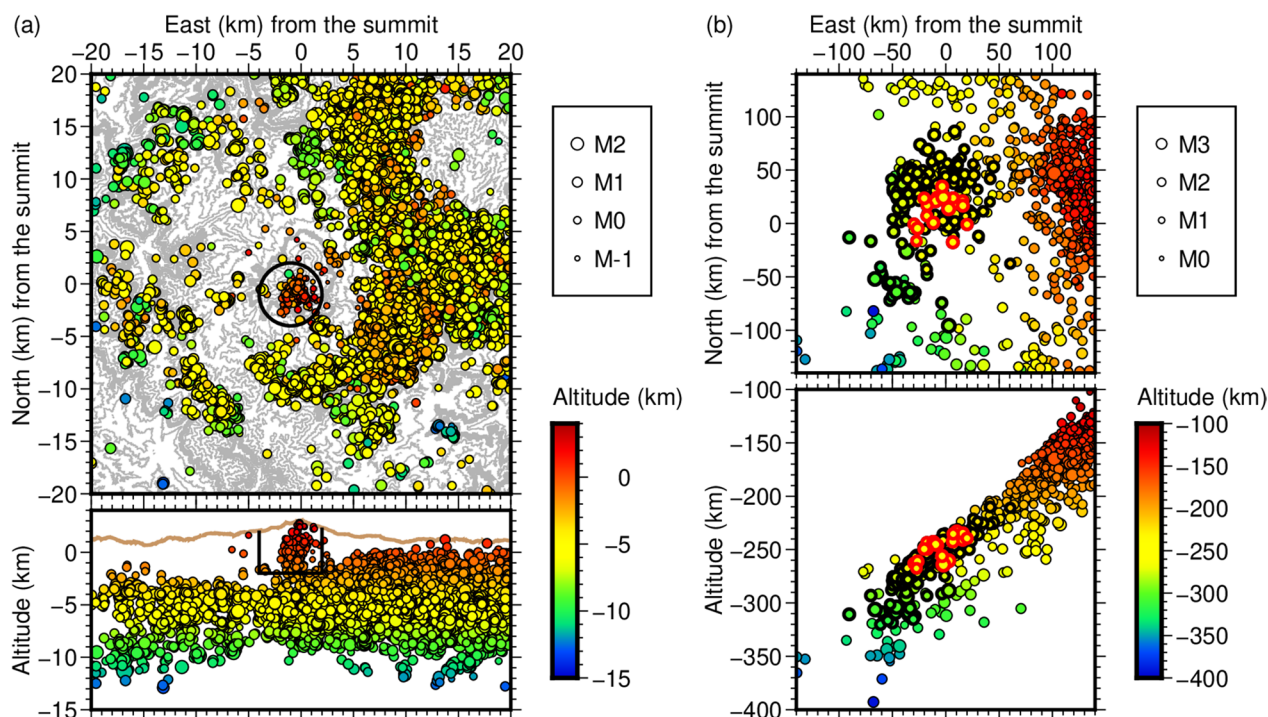 (a)
East (km) from the summit
−20 −15 −10 −5 0 5 10 15 20
North (km) from the summit
20
15
10
5
0
−5
−10
−15
−20
M2
M1
M0
M-1
Altitude (km)
0
−5
−10
−15
Altitude (km)
0
−5
−10
−15
(b)
East (km) from the summit
−100 −50 0 50 100
North (km) from the summit
100
50
0
−50
−100
M3
M2
M1
M0
Altitude (km)
−100
−150
−200
−250
−300
−350
−400
Altitude (km)
−100
−150
−200
−250
−300
−350
−400